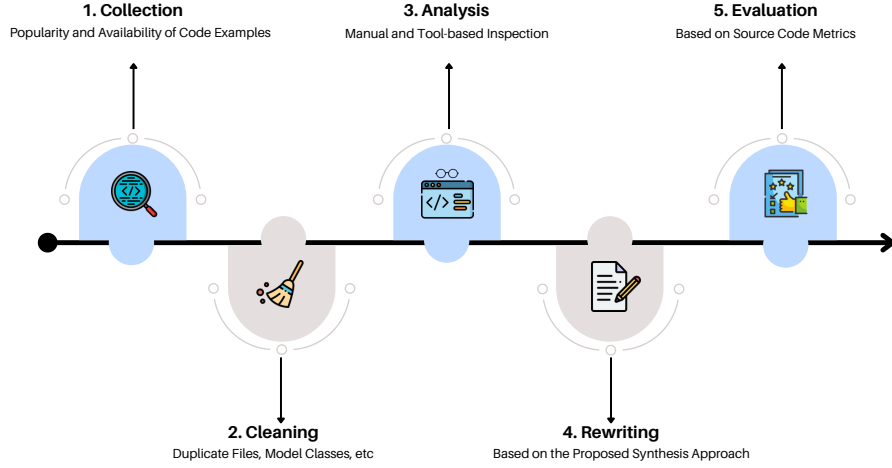 1. Collection
Popularity and Availability of Code Examples
3. Analysis
Manual and Tool-based Inspection
5. Evaluation
Based on Source Code Metrics
2. Cleaning
Duplicate Files, Model Classes, etc
4. Rewriting
Based on the Proposed Synthesis Approach